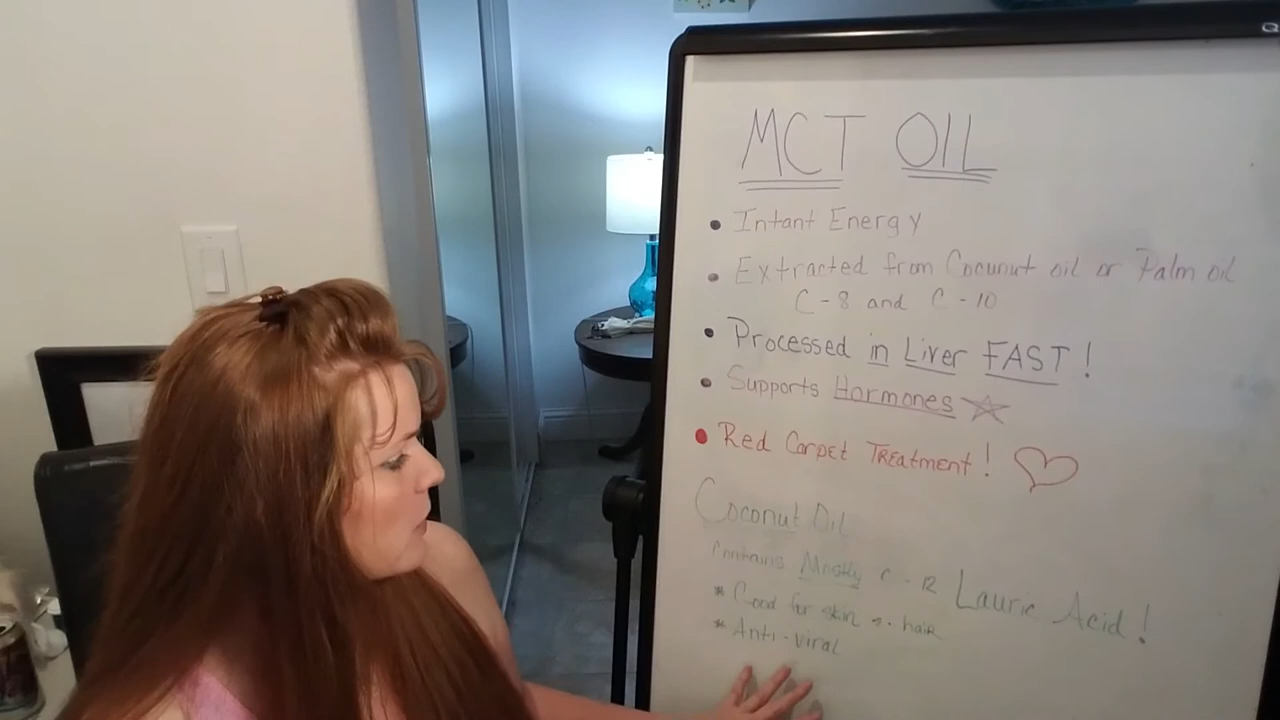 MCT OIL
• Intant Energy
• Extracted from Cocunut oil or Palm oil
C-8 and C-10
• Processed in Liver FAST!
• Supports Hormones
• Red Carpet TREATMENT!
Coconut Oil
Contains Mostly C-12 Lauric Acid!
* Good for skin & hair
* Anti-viral